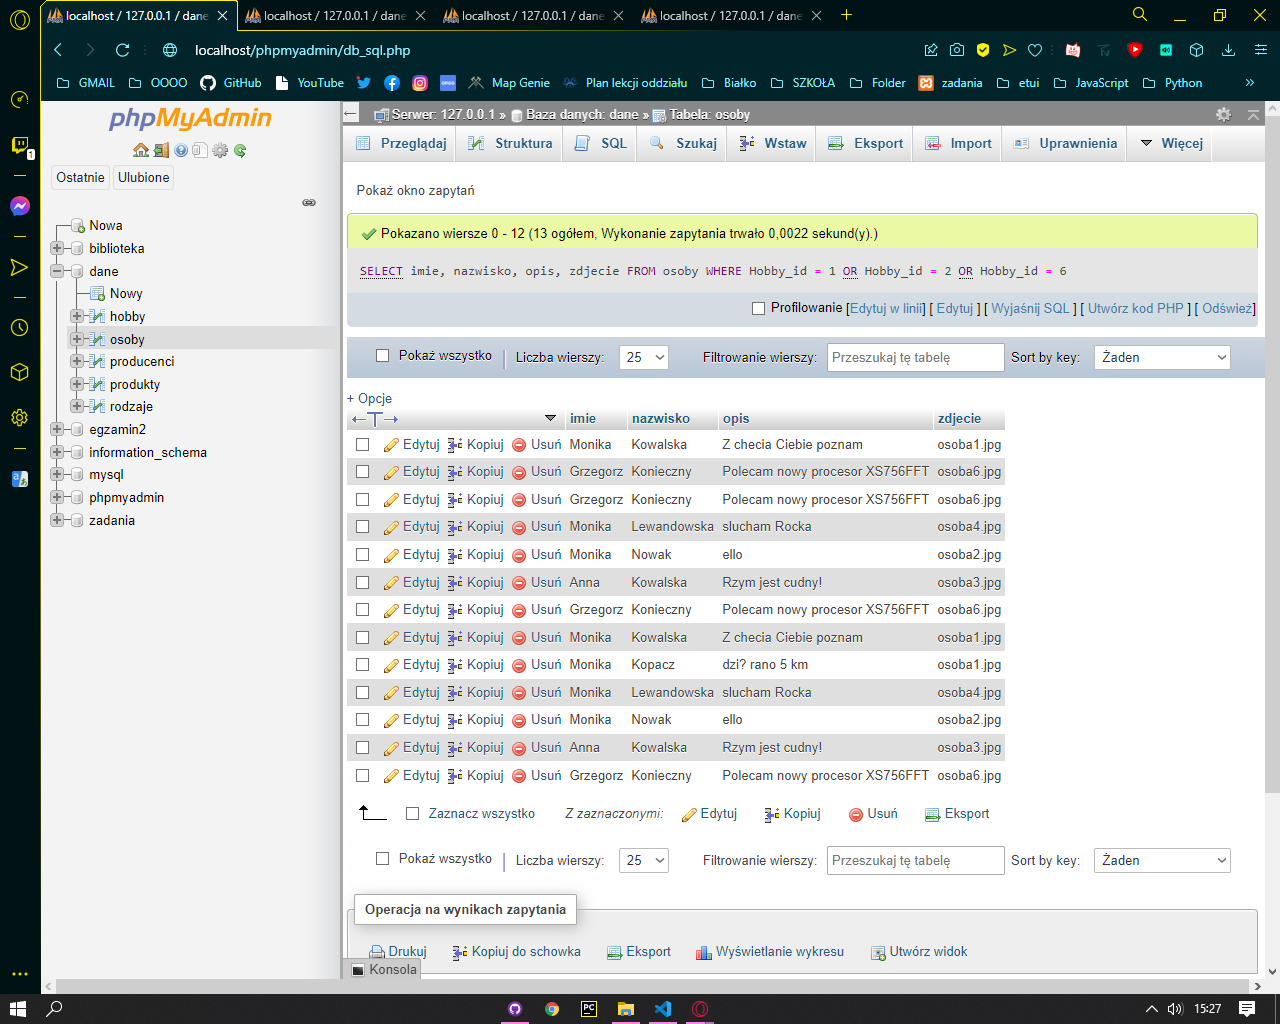 localhost / 127.0.0.1 / dane
localhost / 127.0.0.1 / dane
localhost / 127.0.0.1 / dane
localhost / 127.0.0.1 / dane
localhost/phpmyadmin/db_sql.php
GMAIL OOOO GitHub YouTube Map Genie Plan lekcji oddziału Białko SZKOŁA Folder zadania etui JavaScript Python »
phpMyAdmin
Ostatnie Ulubione
Nowa
biblioteka
dane
Nowy
hobby
osoby
producenci
produkty
rodzaje
egzamin2
information_schema
mysql
phpmyadmin
zadania
1
Serwer: 127.0.0.1 » Baza danych: dane » Tabela: osoby
Przeglądaj Struktura SQL Szukaj Wstaw Eksport Import Uprawnienia Więcej
Pokaż okno zapytań
Pokazano wiersze 0 - 12 (13 ogółem, Wykonanie zapytania trwało 0,0022 sekund(y).)
SELECT imie, nazwisko, opis, zdjecie FROM osoby WHERE Hobby_id = 1 OR Hobby_id = 2 OR Hobby_id = 6
Profilowanie [Edytuj w linii] [ Edytuj ] [ Wyjaśnij SQL ] [ Utwórz kod PHP ] [ Odśwież]
Pokaż wszystko Liczba wierszy: 25 Filtrowanie wierszy: Przeszukaj tę tabelę Sort by key: Żaden
+ Opcje
imie nazwisko opis zdjecie
Edytuj Kopiuj Usuń Monika Kowalska Z checia Ciebie poznam osoba1.jpg
Edytuj Kopiuj Usuń Grzegorz Konieczny Polecam nowy procesor XS756FFT osoba6.jpg
Edytuj Kopiuj Usuń Grzegorz Konieczny Polecam nowy procesor XS756FFT osoba6.jpg
Edytuj Kopiuj Usuń Monika Lewandowska slucham Rocka osoba4.jpg
Edytuj Kopiuj Usuń Monika Nowak ello osoba2.jpg
Edytuj Kopiuj Usuń Anna Kowalska Rzym jest cudny! osoba3.jpg
Edytuj Kopiuj Usuń Grzegorz Konieczny Polecam nowy procesor XS756FFT osoba6.jpg
Edytuj Kopiuj Usuń Monika Kowalska Z checia Ciebie poznam osoba1.jpg
Edytuj Kopiuj Usuń Monika Kopacz dzi? rano 5 km osoba1.jpg
Edytuj Kopiuj Usuń Monika Lewandowska slucham Rocka osoba4.jpg
Edytuj Kopiuj Usuń Monika Nowak ello osoba2.jpg
Edytuj Kopiuj Usuń Anna Kowalska Rzym jest cudny! osoba3.jpg
Edytuj Kopiuj Usuń Grzegorz Konieczny Polecam nowy procesor XS756FFT osoba6.jpg
Zaznacz wszystko Z zaznaczonymi: Edytuj Kopiuj Usuń Eksport
Pokaż wszystko Liczba wierszy: 25 Filtrowanie wierszy: Przeszukaj tę tabelę Sort by key: Żaden
Operacja na wynikach zapytania
Drukuj Kopiuj do schowka Eksport Wyświetlanie wykresu Utwórz widok
Konsola
PC
15:27